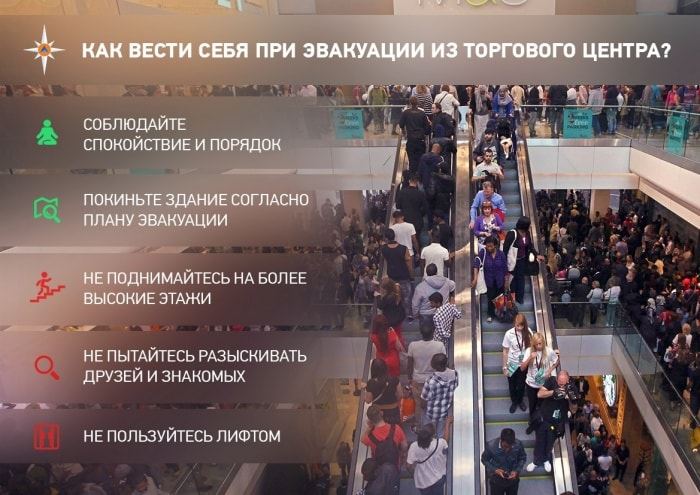 КАК ВЕСТИ СЕБЯ ПРИ ЭВАКУАЦИИ ИЗ ТОРГОВОГО ЦЕНТРА?
СОБЛЮДАЙТЕ
СПОКОЙСТВИЕ И ПОРЯДОК
ПОКИНЬТЕ ЗДАНИЕ СОГЛАСНО
ПЛАНУ ЭВАКУАЦИИ
НЕ ПОДНИМАЙТЕСЬ НА БОЛЕЕ
ВЫСОКИЕ ЭТАЖИ
НЕ ПЫТАЙТЕСЬ РАЗЫСКИВАТЬ
ДРУЗЕЙ И ЗНАКОМЫХ
НЕ ПОЛЬЗУЙТЕСЬ ЛИФТОМ